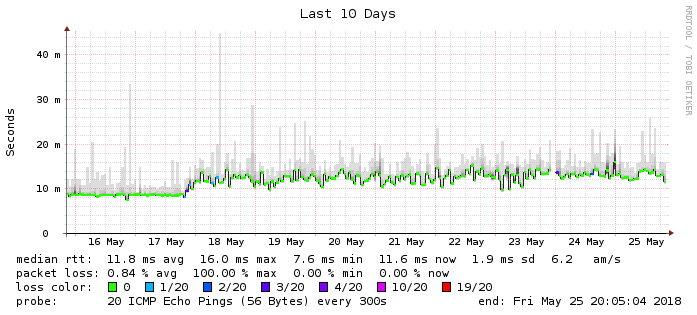 Last 10 Days
RRDTOOL / TOBI OETIKER
Seconds
40 m
30 m
20 m
10 m
0
16 May 17 May 18 May 19 May 20 May 21 May 22 May 23 May 24 May 25 May
median rtt: 11.8 ms avg 16.0 ms max 7.6 ms min 11.6 ms now 1.9 ms sd 6.2 am/s
packet loss: 0.84 % avg 100.00 % max 0.00 % min 0.00 % now
loss color: 0 1/20 2/20 3/20 4/20 10/20 19/20
probe: 20 ICMP Echo Pings (56 Bytes) every 300s end: Fri May 25 20:05:04 2018